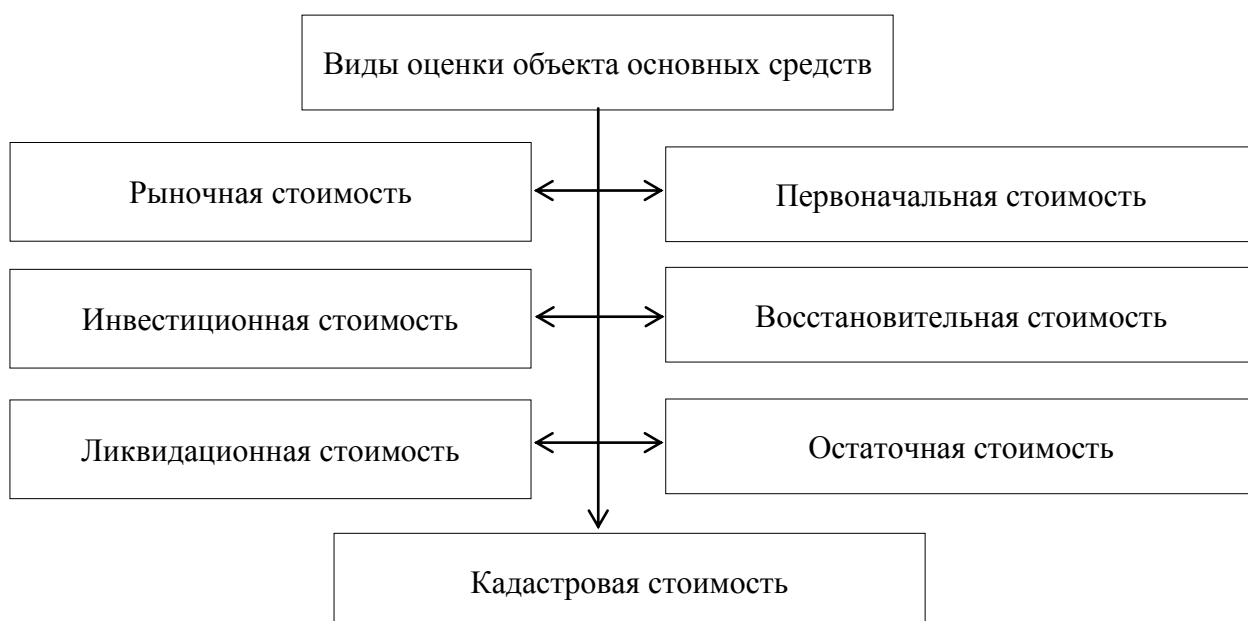 Виды оценки объекта основных средств
Рыночная стоимость
Первоначальная стоимость
Инвестиционная стоимость
Восстановительная стоимость
Ликвидационная стоимость
Остаточная стоимость
Кадастровая стоимость